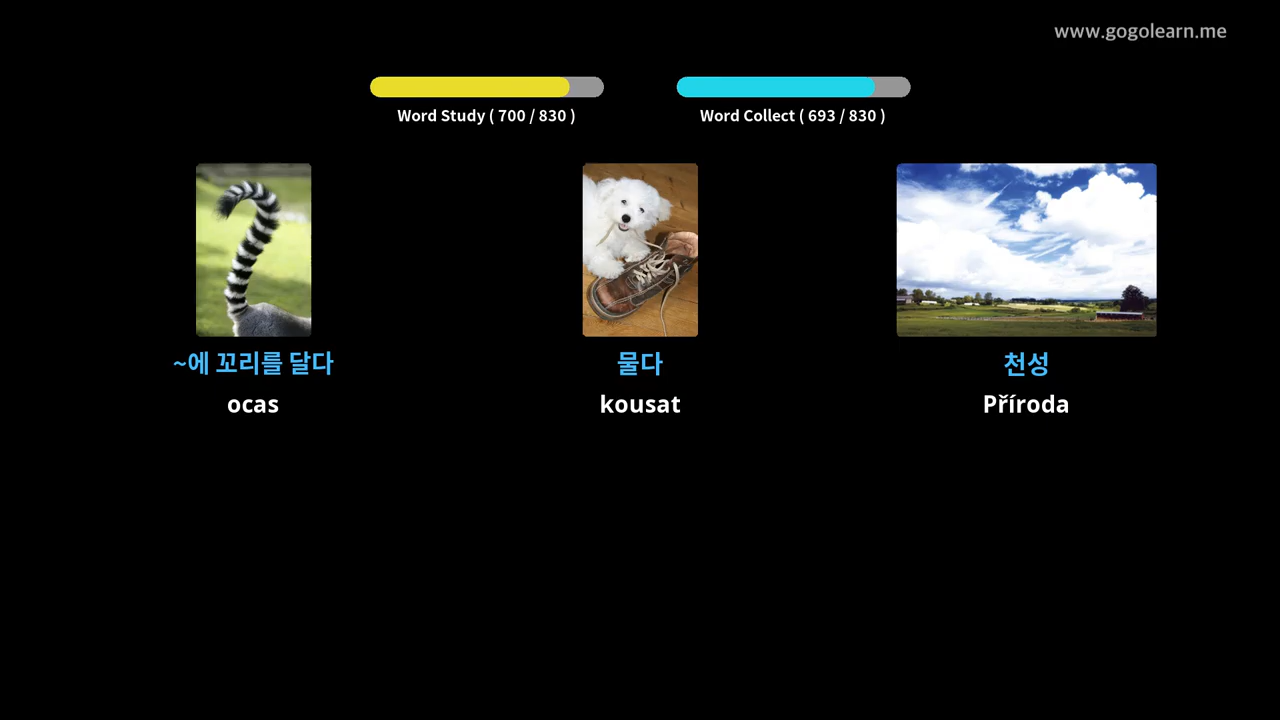 www.gogolearn.me
Word Study ( 700 / 830 )
Word Collect ( 693 / 830 )
~에 꼬리를 달다
물다
천성
ocas
kousat
Příroda